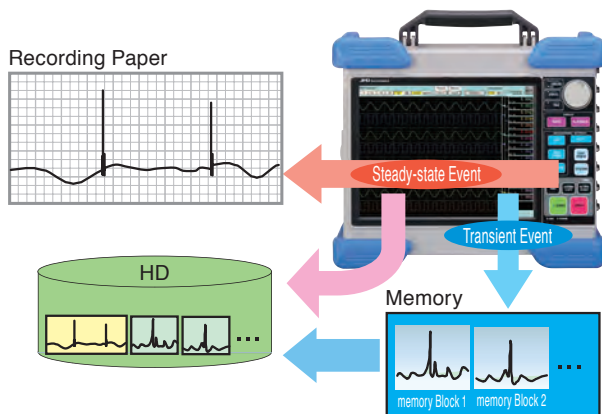 Recording Paper
Steady-state Event
Transient Event
HD
Memory
memory Block 1
memory Block 2